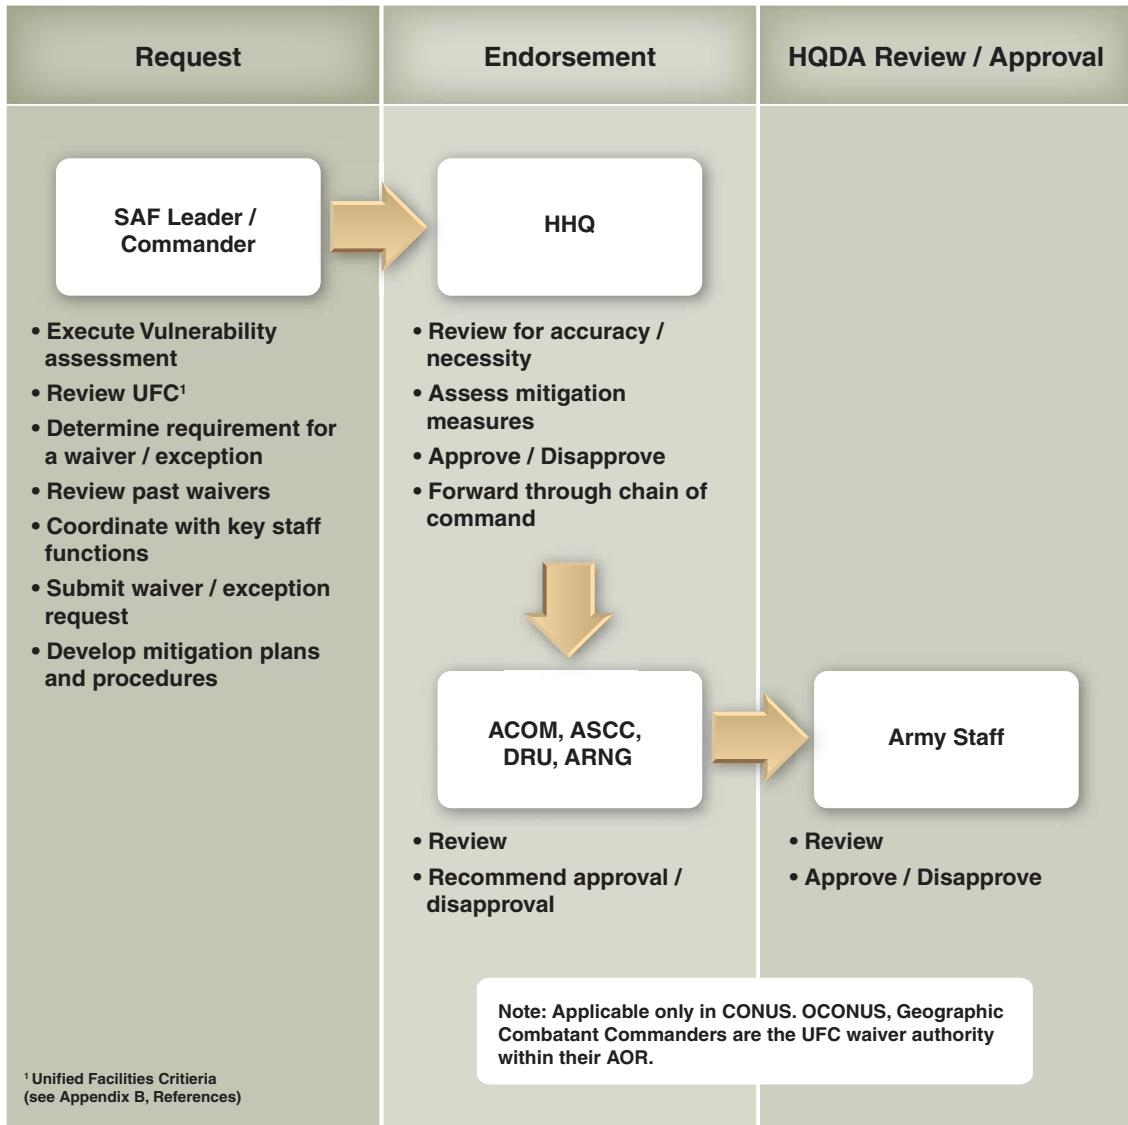 Request
Endorsement
HQDA Review / Approval
SAF Leader /
Commander
HHQ
• Execute Vulnerability
assessment
• Review UFC¹
• Determine requirement for
a waiver / exception
• Review past waivers
• Coordinate with key staff
functions
• Submit waiver / exception
request
• Develop mitigation plans
and procedures
• Review for accuracy /
necessity
• Assess mitigation
measures
• Approve / Disapprove
• Forward through chain of
command
ACOM, ASCC,
DRU, ARNG
Army Staff
• Review
• Recommend approval /
disapproval
• Review
• Approve / Disapprove
Note: Applicable only in CONUS. OCONUS, Geographic
Combatant Commanders are the UFC waiver authority
within their AOR.
¹ Unified Facilities Critieria
(see Appendix B, References)